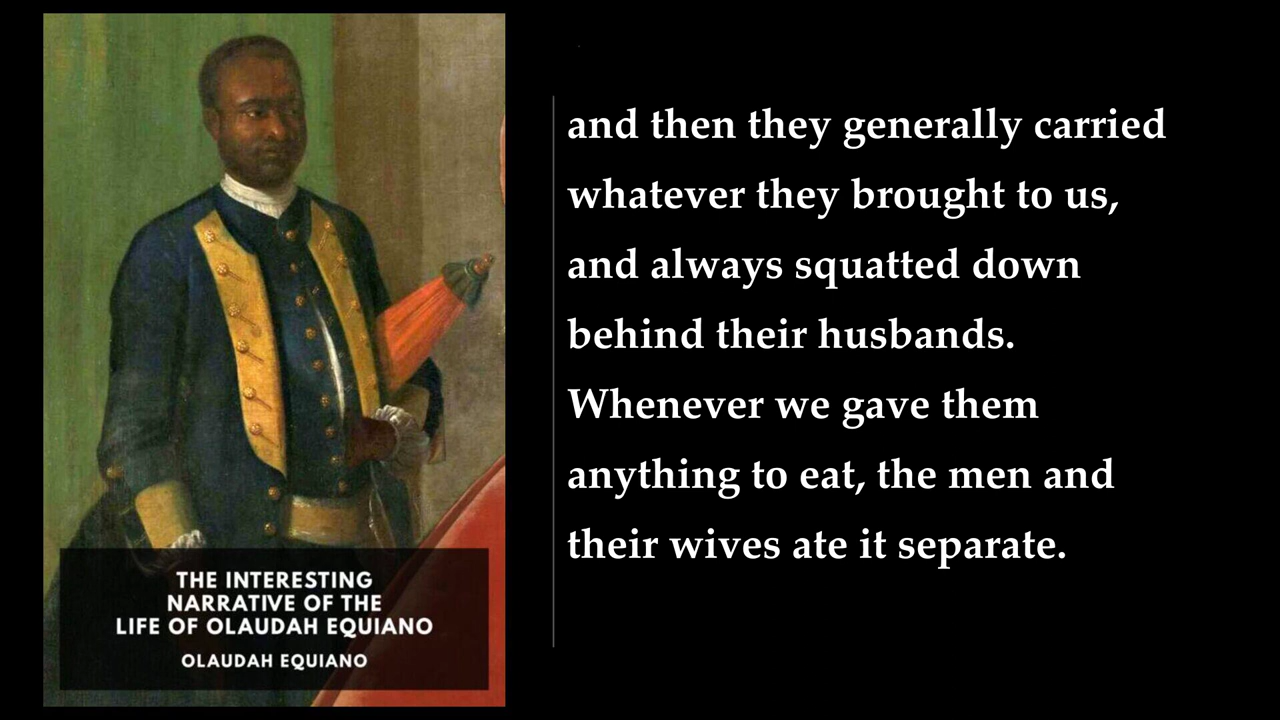 THE INTERESTING
NARRATIVE OF THE
LIFE OF OLAUDAH EQUIANO
OLAUDAH EQUIANO
and then they generally carried
whatever they brought to us,
and always squatted down
behind their husbands.
Whenever we gave them
anything to eat, the men and
their wives ate it separate.